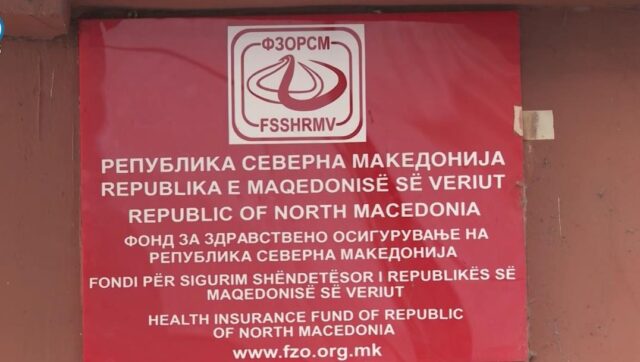 ФЗОРСМ
FSSHRMV
РЕПУБЛИКА СЕВЕРНА МАКЕДОНИЈА
REPUBLIKA E MAQEDONISË SË VERIUT
REPUBLIC OF NORTH MACEDONIA
ФОНД ЗА ЗДРАВСТВЕНО ОСИГУРУВАЊЕ НА
РЕПУБЛИКА СЕВЕРНА МАКЕДОНИЈА
FONDI PËR SIGURIM SHËNDETËSOR I REPUBLIKËS SË
MAQEDONISË SË VERIUT
HEALTH INSURANCE FUND OF REPUBLIC
OF NORTH MACEDONIA
www.fzo.org.mk